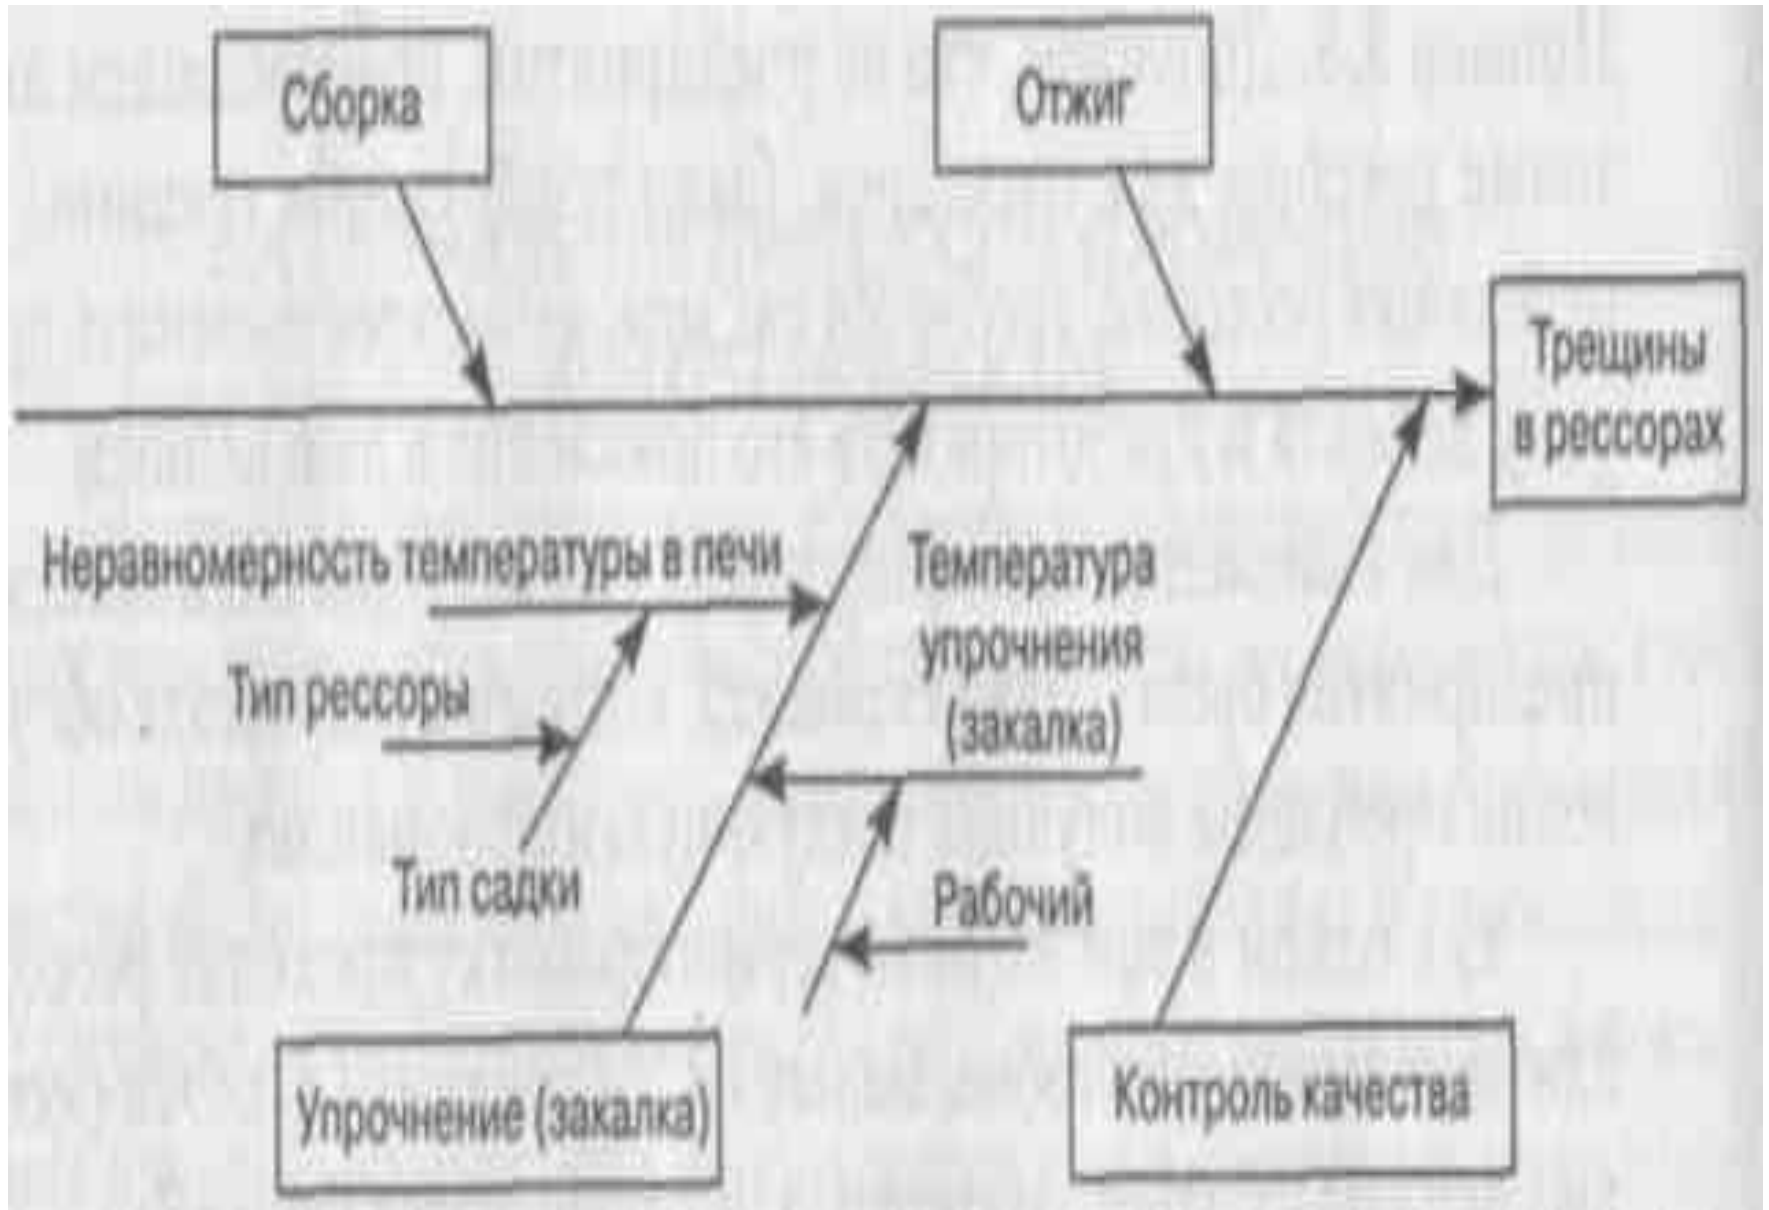 Сборка
Отжиг
Трещины
в рессорах
Неравномерность температуры в печи
Температура
упрочнения
(закалка)
Тип рессоры
Тип садки
Рабочий
Упрочнение (закалка)
Контроль качества